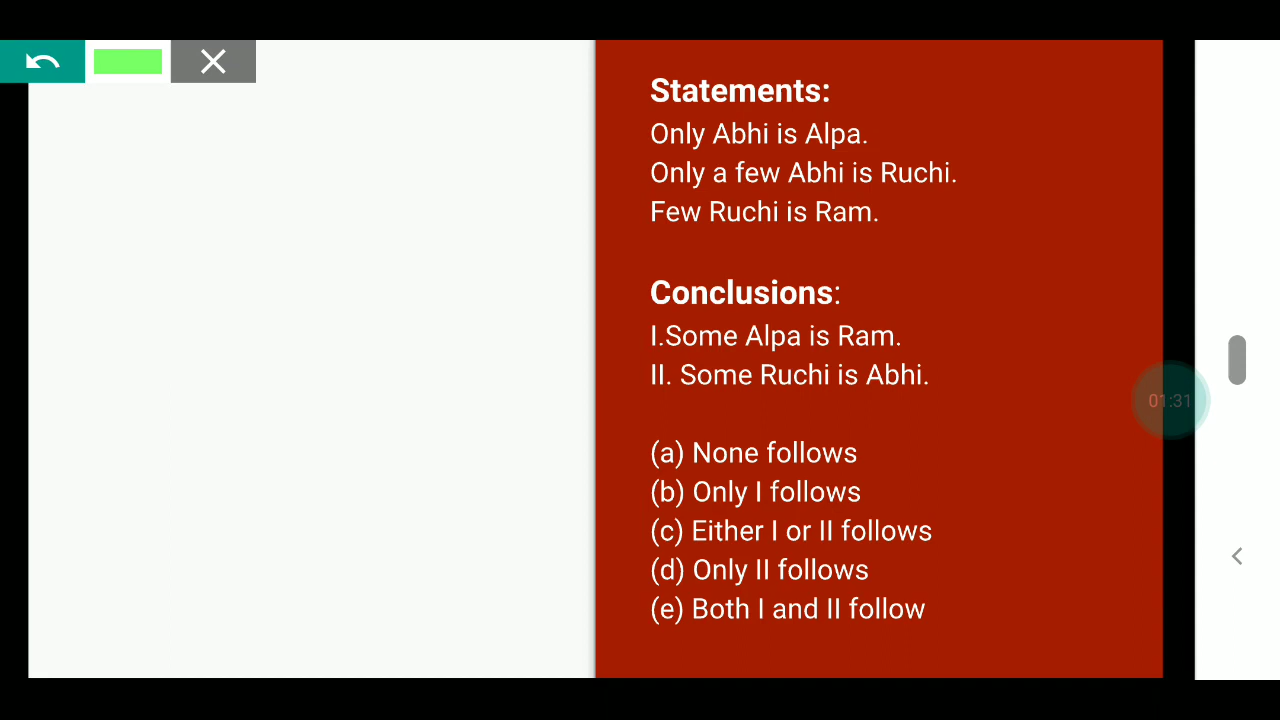 Statements:
Only Abhi is Alpa.
Only a few Abhi is Ruchi.
Few Ruchi is Ram.
Conclusions:
I.Some Alpa is Ram.
II. Some Ruchi is Abhi.
01:31
(a) None follows
(b) Only I follows
(c) Either I or II follows
(d) Only II follows
(e) Both I and II follow